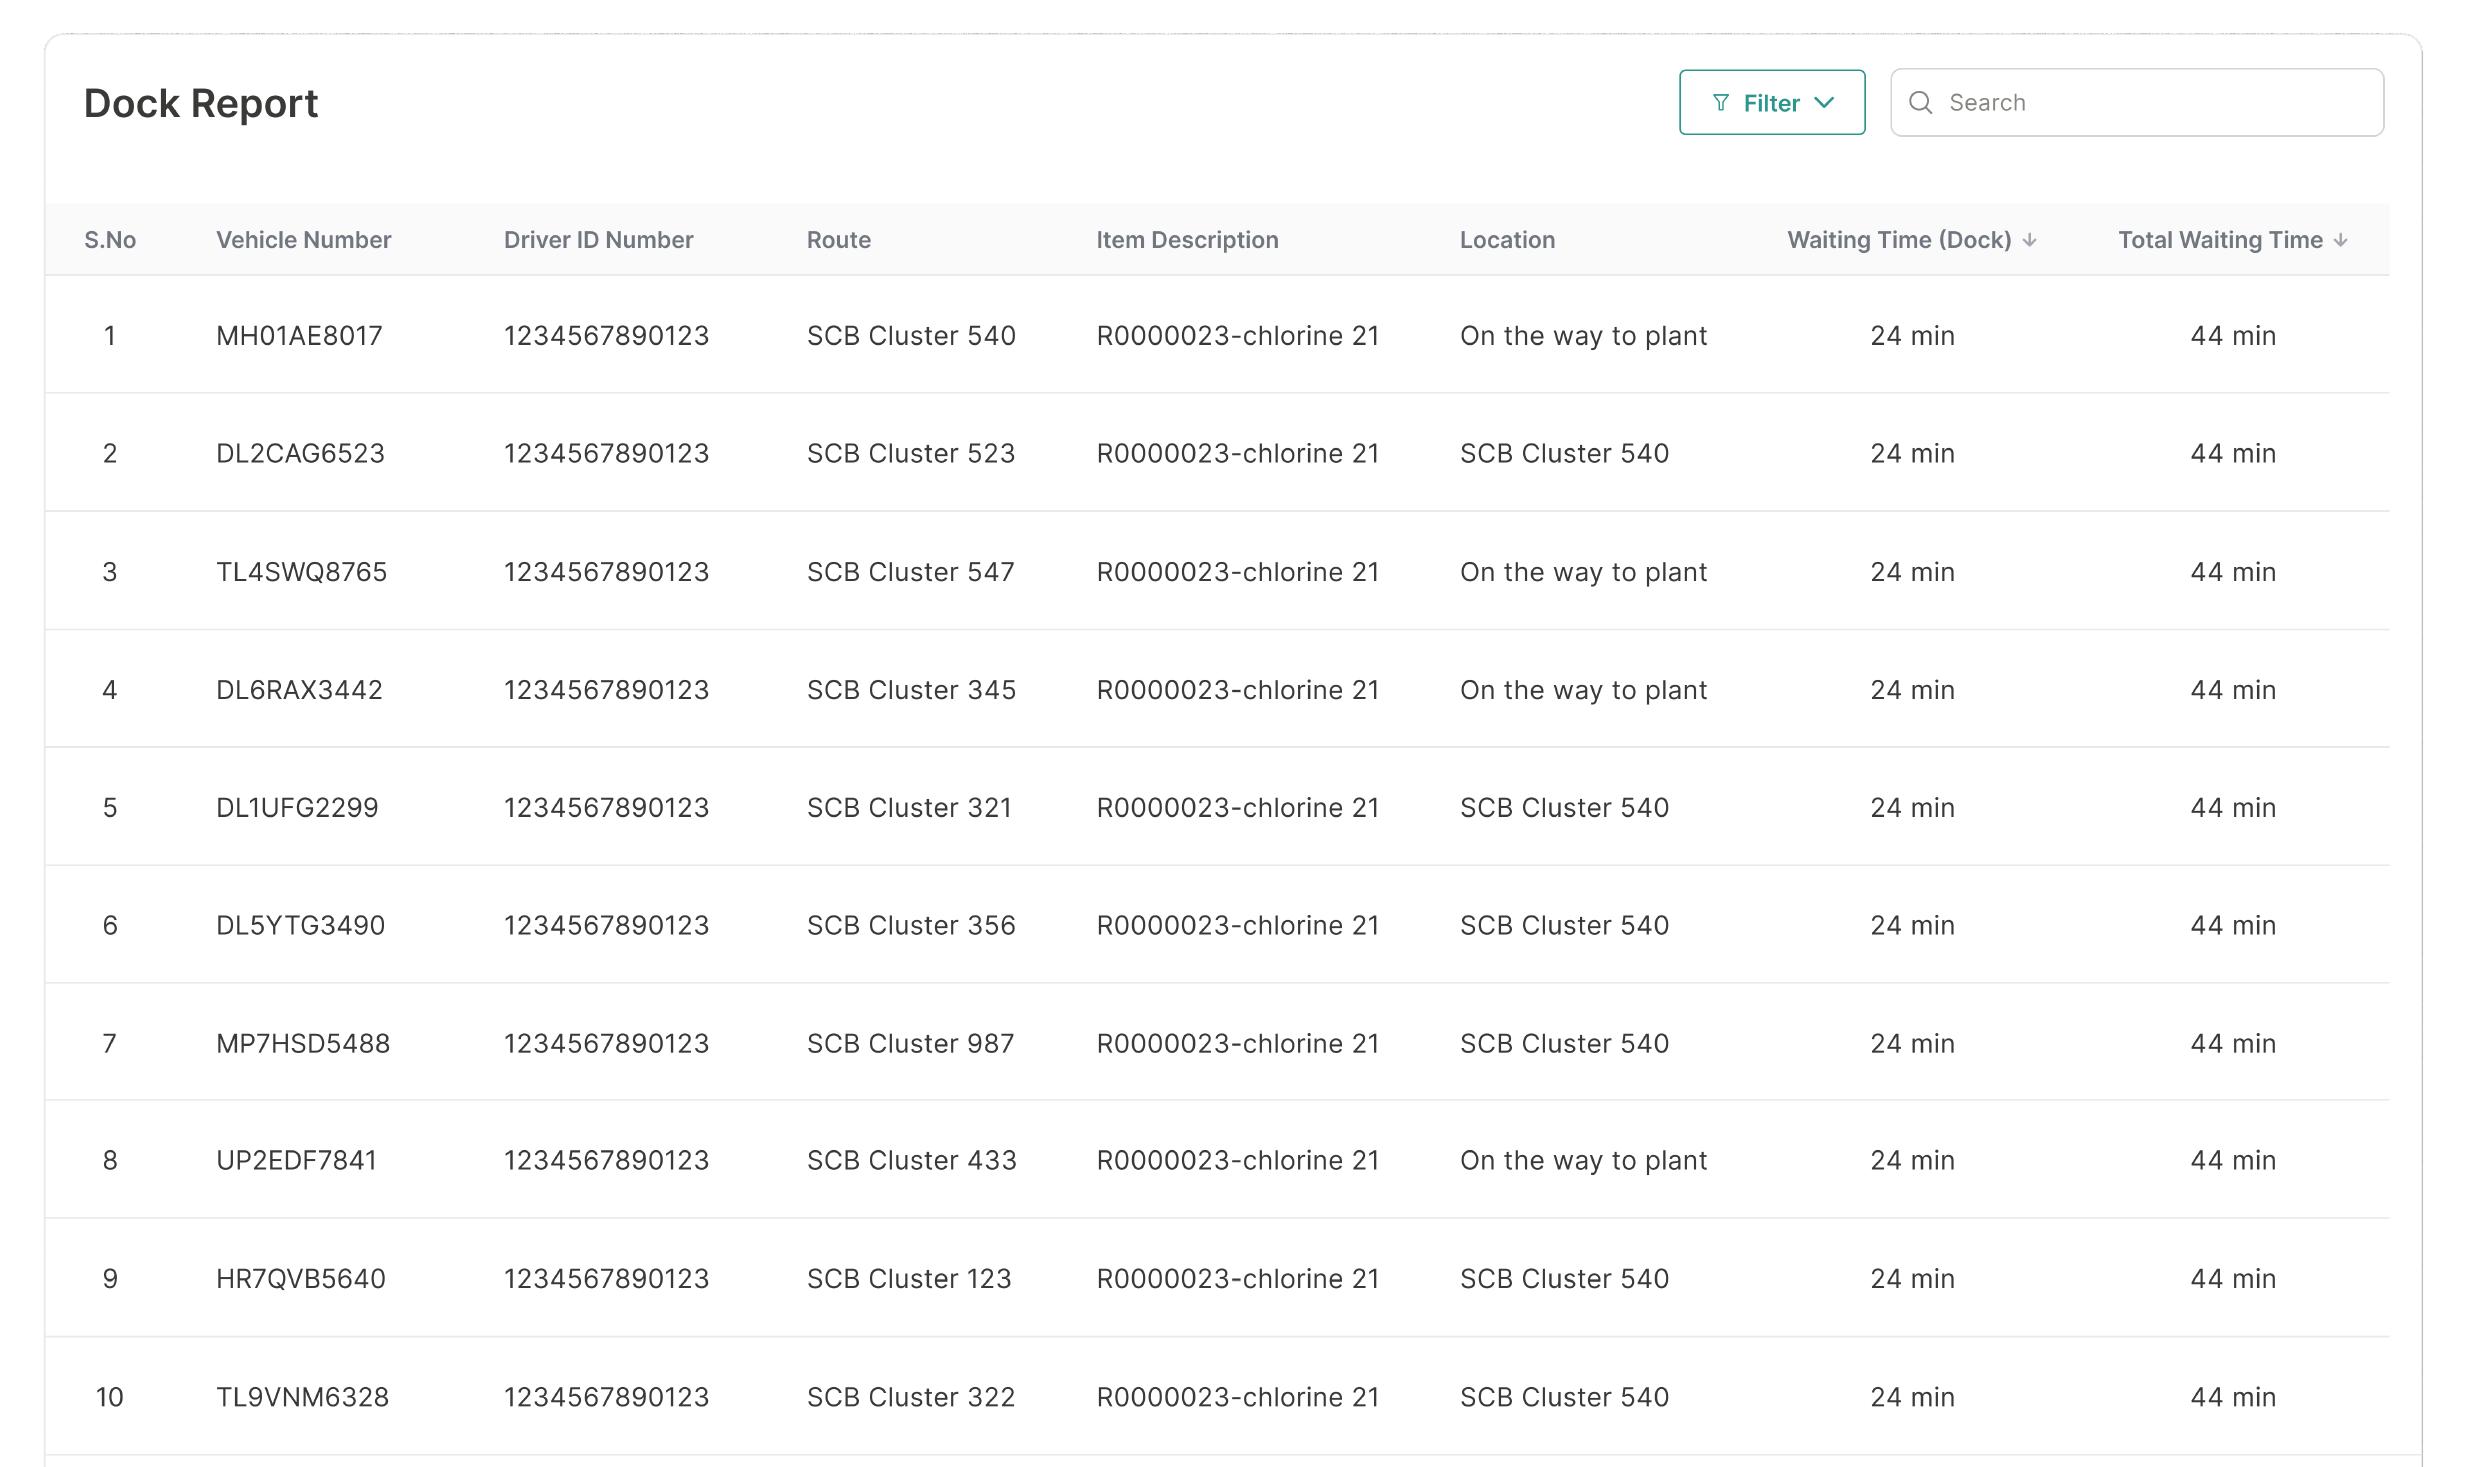 Dock Report
Filter
Search
S.No Vehicle Number Driver ID Number Route Item Description Location Waiting Time (Dock) Total Waiting Time
1 MH01AE8017 1234567890123 SCB Cluster 540 R0000023-chlorine 21 On the way to plant 24 min 44 min
2 DL2CAG6523 1234567890123 SCB Cluster 523 R0000023-chlorine 21 SCB Cluster 540 24 min 44 min
3 TL4SWQ8765 1234567890123 SCB Cluster 547 R0000023-chlorine 21 On the way to plant 24 min 44 min
4 DL6RAX3442 1234567890123 SCB Cluster 345 R0000023-chlorine 21 On the way to plant 24 min 44 min
5 DL1UFG2299 1234567890123 SCB Cluster 321 R0000023-chlorine 21 SCB Cluster 540 24 min 44 min
6 DL5YTG3490 1234567890123 SCB Cluster 356 R0000023-chlorine 21 SCB Cluster 540 24 min 44 min
7 MP7HSD5488 1234567890123 SCB Cluster 987 R0000023-chlorine 21 SCB Cluster 540 24 min 44 min
8 UP2EDF7841 1234567890123 SCB Cluster 433 R0000023-chlorine 21 On the way to plant 24 min 44 min
9 HR7QVB5640 1234567890123 SCB Cluster 123 R0000023-chlorine 21 SCB Cluster 540 24 min 44 min
10 TL9VNM6328 1234567890123 SCB Cluster 322 R0000023-chlorine 21 SCB Cluster 540 24 min 44 min